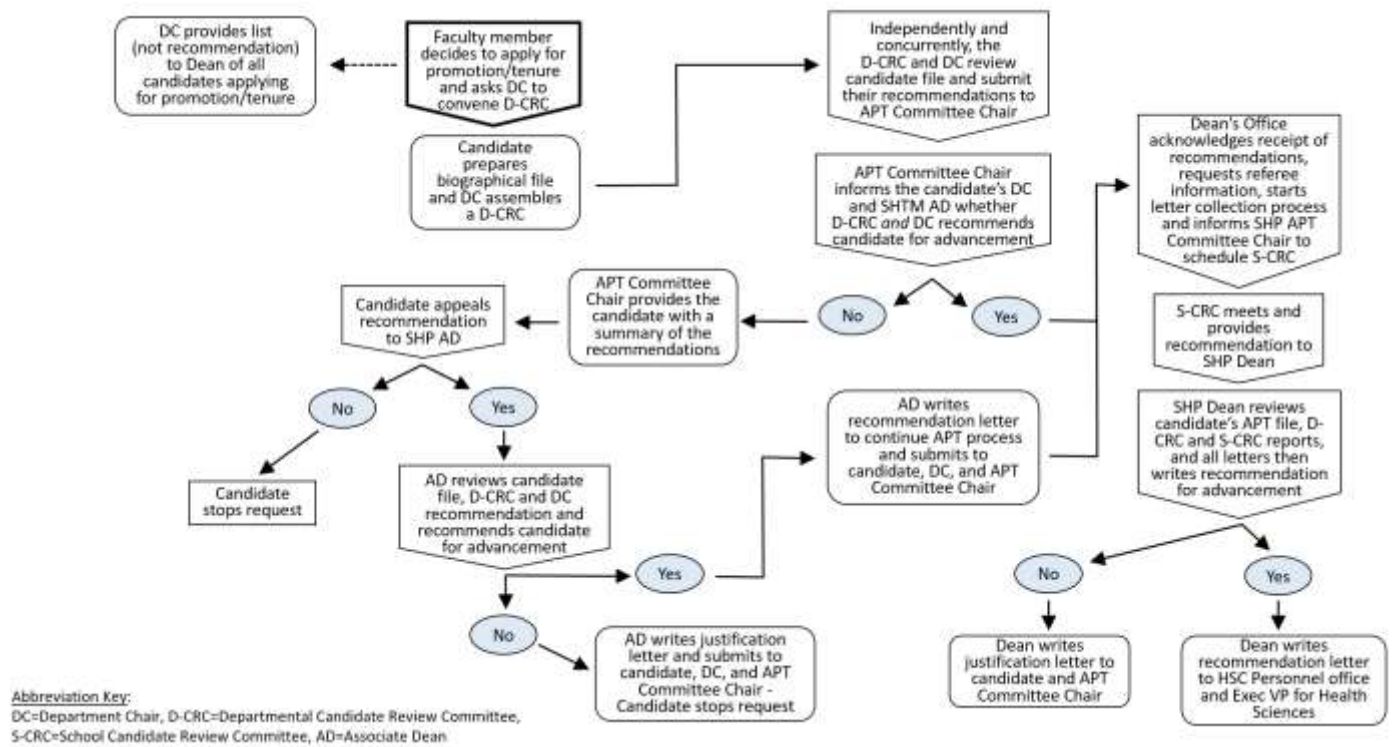 DC provides list
(not recommendation)
to Dean of all
candidates applying
for promotion/tenure
Faculty member
decides to apply for
promotion/tenure
and asks DC to
convene D-CRC
Candidate
prepares
biographical file
and DC assembles
a D-CRC
Independently and
concurrently, the
D-CRC and DC review
candidate file and submit
their recommendations to
APT Committee Chair
APT Committee Chair
informs the candidate's DC
and SHTM AD whether
D-CRC and DC recommends
candidate for advancement
No
Yes
APT Committee
Chair provides the
candidate with a
summary of the
recommendations
Candidate appeals
recommendation
to SHP AD
No
Yes
Candidate
stops request
AD reviews candidate
file, D-CRC and DC
recommendation and
recommends candidate
for advancement
Yes
No
AD writes justification
letter and submits to
candidate, DC, and APT
Committee Chair -
Candidate stops request
AD writes
recommendation letter
to continue APT process
and submits to
candidate, DC, and APT
Committee Chair
Dean's Office
acknowledges receipt of
recommendations,
requests referee
information, starts
letter collection process
and informs SHP APT
Committee Chair to
schedule S-CRC
S-CRC meets and
provides
recommendation to
SHP Dean
SHP Dean reviews
candidate's APT file, D-
CRC and S-CRC reports,
and all letters then
writes recommendation
for advancement
No
Yes
Dean writes
justification letter to
candidate and APT
Committee Chair
Dean writes
recommendation letter
to HSC Personnel office
and Exec VP for Health
Sciences
Abbreviation Key:
DC=Department Chair, D-CRC=Departmental Candidate Review Committee,
S-CRC=School Candidate Review Committee, AD=Associate Dean